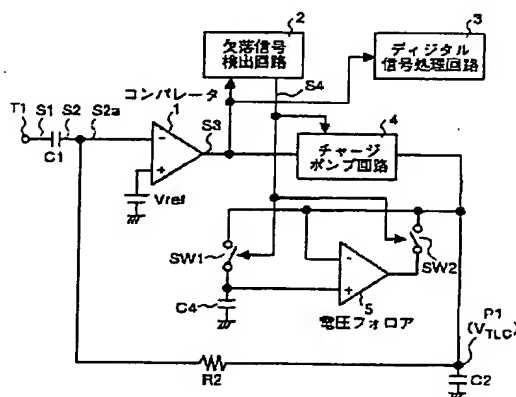 2
欠落信号
検出回路
3
ディジタル
信号処理回路
コンパレータ
S4
T1
S1
S2
S2a
1
S3
C1
4
チャージ
ポンプ回路
Vref
SW1
SW2
C4
5
電圧フォロア
P1
(VTLC)
R2
C2